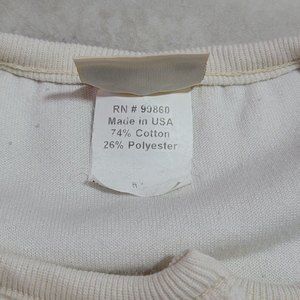 RN # 99860
Made in USA
74% Cotton
26% Polyester